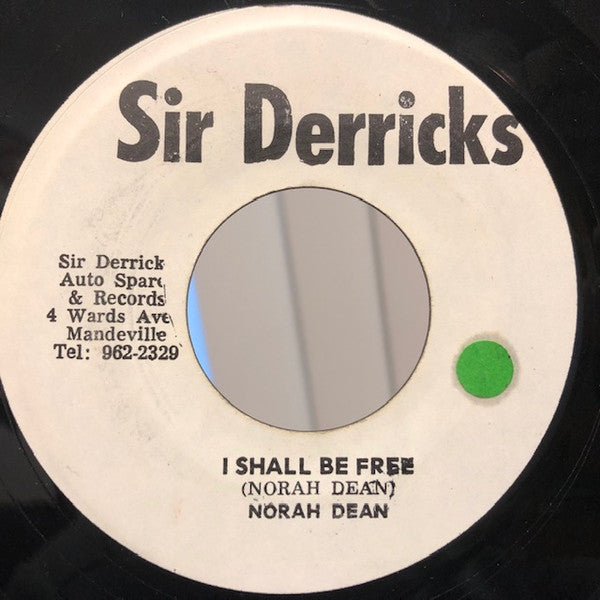 Sir Derricks
Sir Derrick
Auto Spare
& Records
4 Wards Ave
Mandeville
Tel: 962-2329
I SHALL BE FREE
(NORAH DEAN)
NORAH DEAN